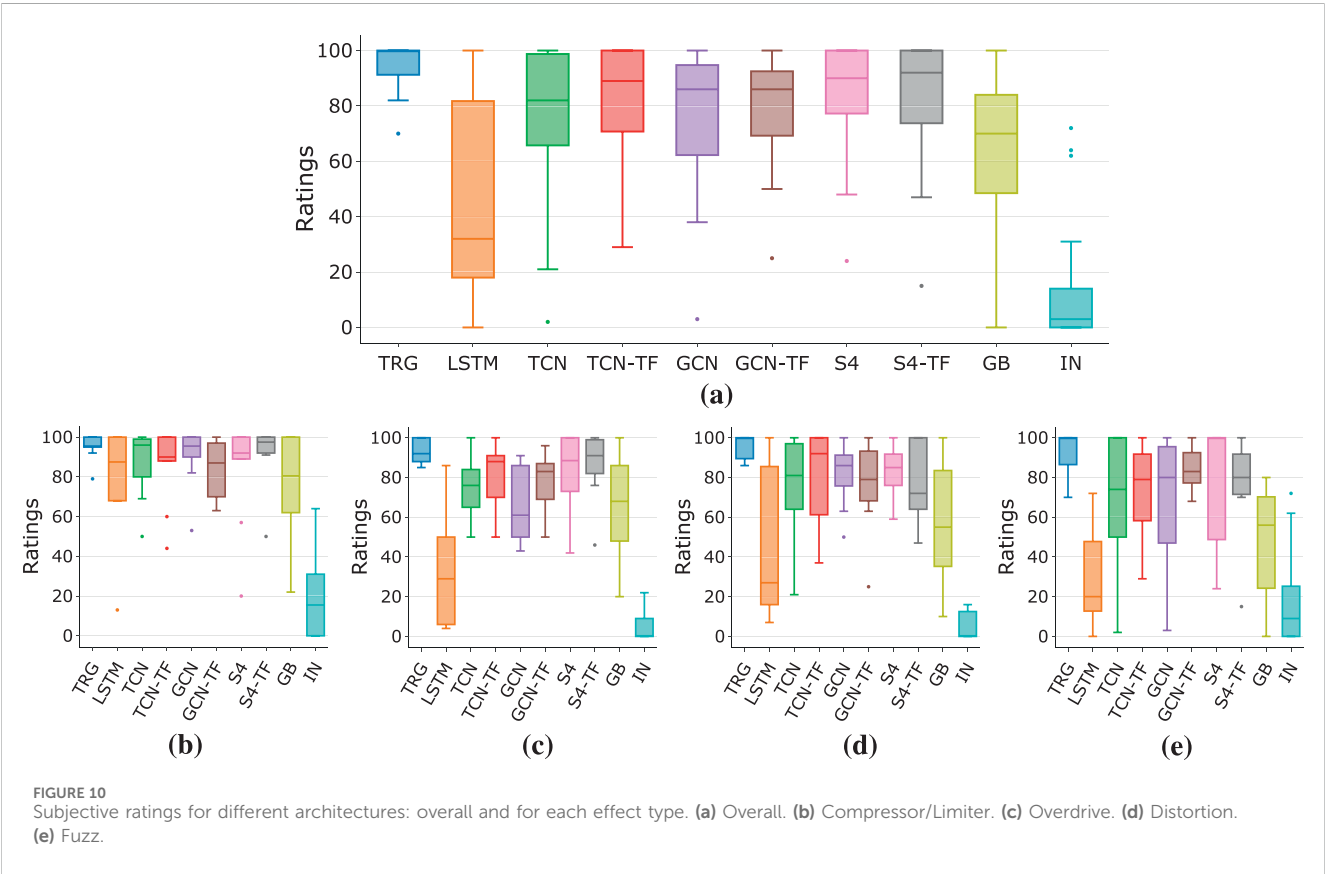 100
80
60
40
20
0
Ratings
TRG LSTM TCN TCN-TF GCN GCN-TF S4 S4-TF GB IN
(a)
100
80
60
40
20
0
Ratings
TRG LSTM TCN TCN-TF GCN GCN-TF S4 S4-TF GB IN
(b)
100
80
60
40
20
0
Ratings
TRG LSTM TCN TCN-TF GCN GCN-TF S4 S4-TF GB IN
(c)
100
80
60
40
20
0
Ratings
TRG LSTM TCN TCN-TF GCN GCN-TF S4 S4-TF GB IN
(d)
100
80
60
40
20
0
Ratings
TRG LSTM TCN TCN-TF GCN GCN-TF S4 S4-TF GB IN
(e)
FIGURE 10
Subjective ratings for different architectures: overall and for each effect type. (a) Overall. (b) Compressor/Limiter. (c) Overdrive. (d) Distortion.
(e) Fuzz.